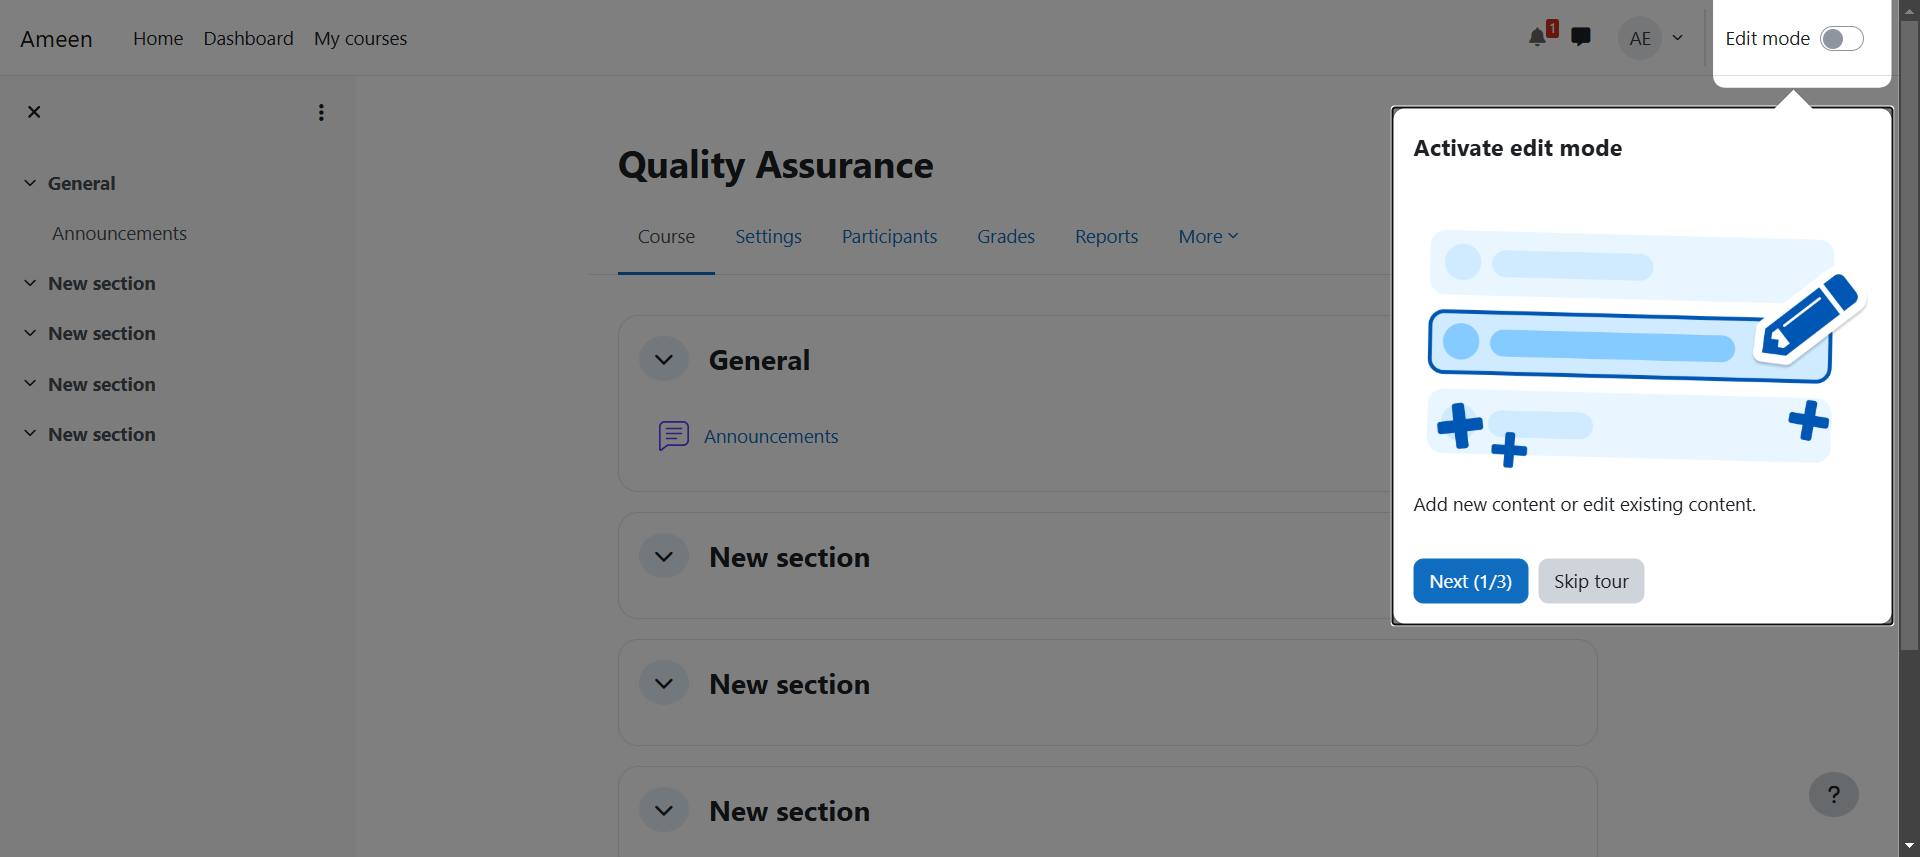 Ameen Home Dashboard My courses 1 AE Edit mode
General
Announcements
New section
New section
New section
New section
Quality Assurance
Course Settings Participants Grades Reports More
General
Announcements
New section
New section
New section
Activate edit mode
Add new content or edit existing content.
Next (1/3) Skip tour
?